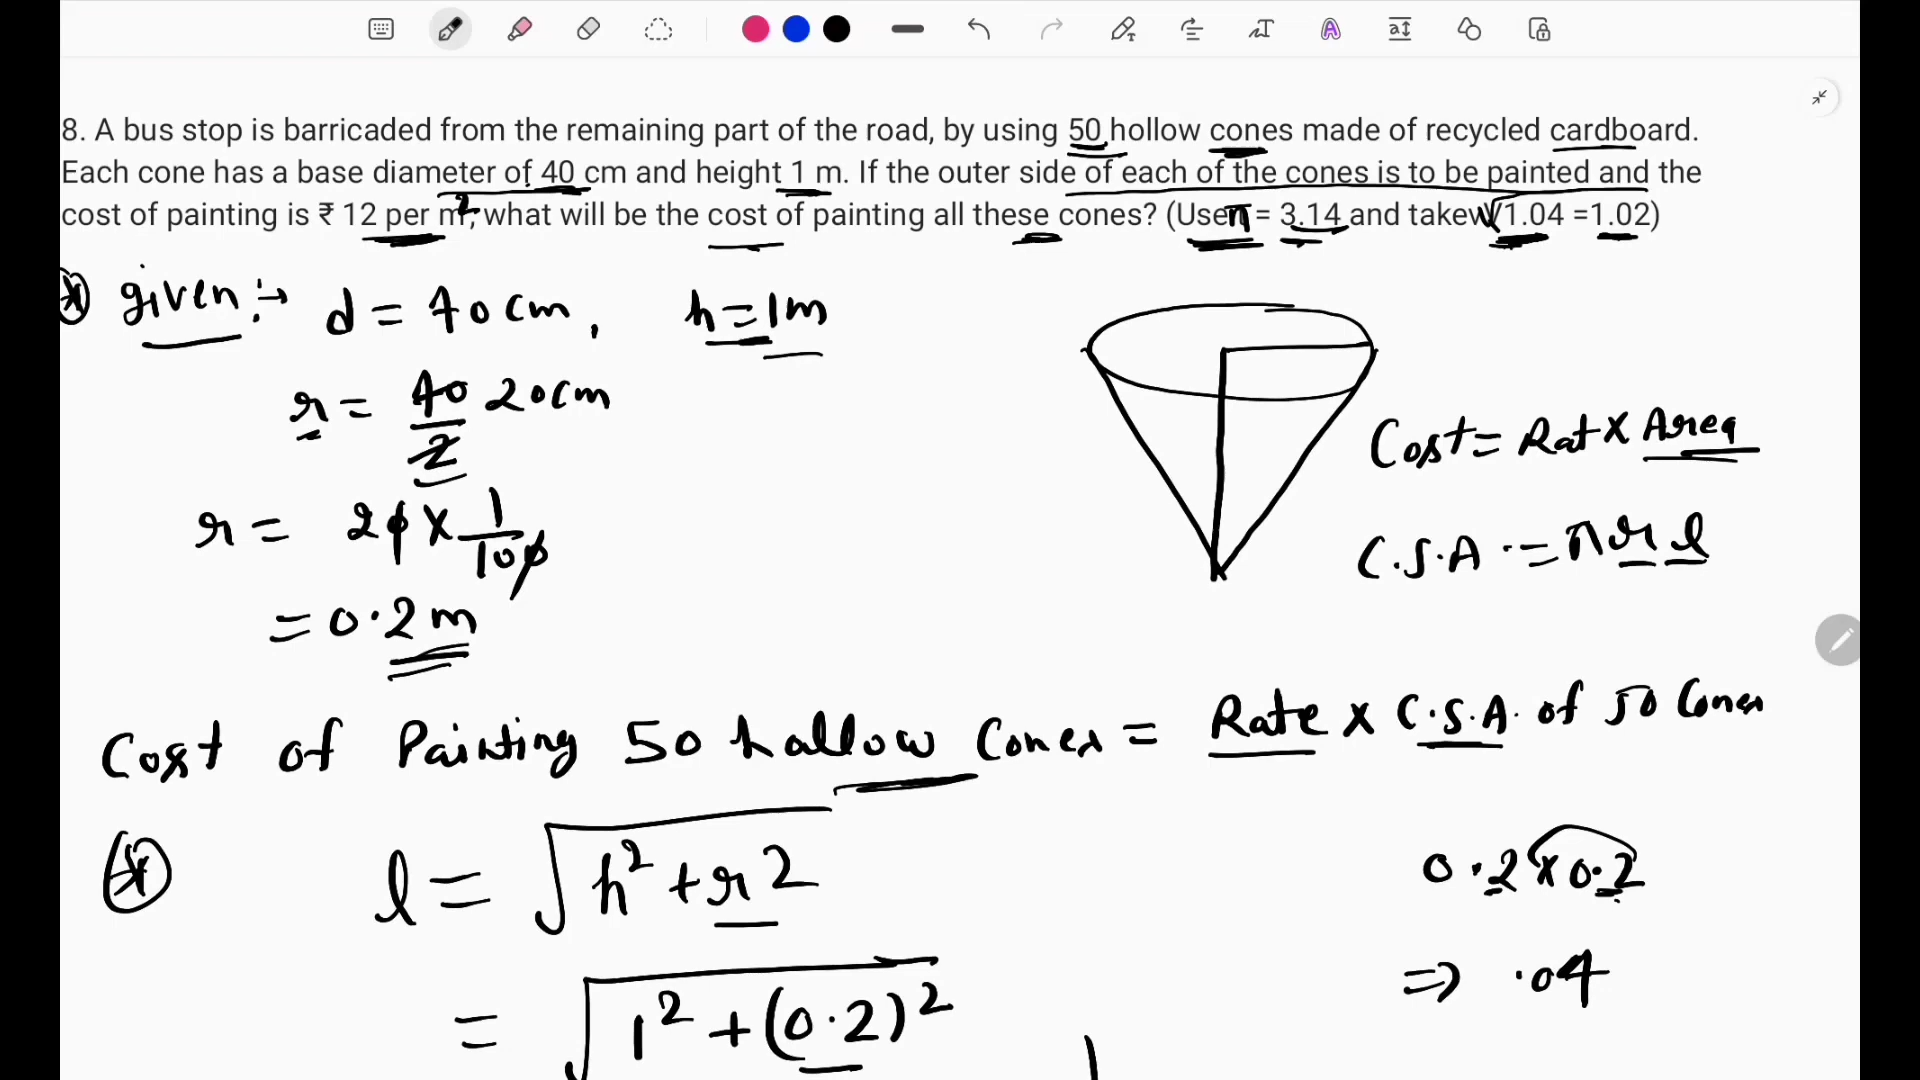 8. A bus stop is barricaded from the remaining part of the road, by using 50 hollow cones made of recycled cardboard.
Each cone has a base diameter of 40 cm and height 1 m. If the outer side of each of the cones is to be painted and the
cost of painting is ₹ 12 per m², what will be the cost of painting all these cones? (Use π = 3.14 and take √1.04 =1.02)
given :→ d = 40 cm, h = 1m
r = 40/2 20cm
Cost = Rat × Area
r = 20 × 1/100
C.S.A. = πrl
= 0.2 m
Cost of Painting 50 hallow Cones = Rate × C.S.A. of 50 Cones
l = √h² + r2
0.2 × 0.2
⇒ .04
= √1² + (0.2)²